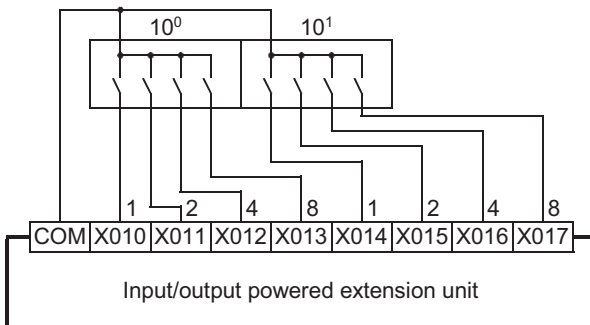 10⁰ 10¹
1 2 4 8 1 2 4 8
COM X010 X011 X012 X013 X014 X015 X016 X017
Input/output powered extension unit